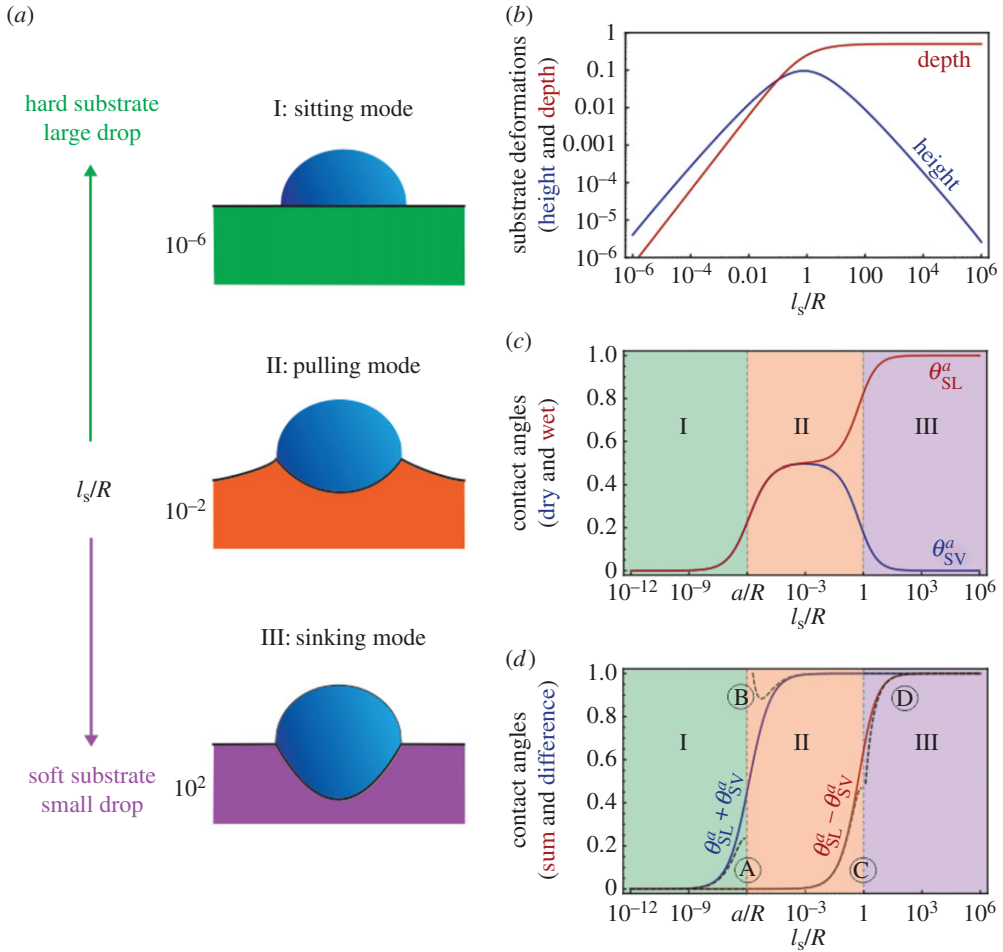 (a)
hard substrate
large drop
l_s/R
soft substrate
small drop
I: sitting mode
10⁻⁶
II: pulling mode
10⁻²
III: sinking mode
10²
(b)
substrate deformations
(height and depth)
1
0.1
0.01
0.001
10⁻⁴
10⁻⁵
10⁻⁶
depth
height
10⁻⁶ 10⁻⁴ 0.01 1 100 10⁴ 10⁶
l_s/R
(c)
contact angles
(dry and wet)
1.0
0.8
0.6
0.4
0.2
0
I II III
θ^a_SL
θ^a_SV
10⁻¹² 10⁻⁹ a/R 10⁻³ 1 10³ 10⁶
l_s/R
(d)
contact angles
(sum and difference)
1.0
0.8
0.6
0.4
0.2
0
B D
I II III
θ^a_SL + θ^a_SV
θ^a_SL − θ^a_SV
A C
10⁻¹² 10⁻⁹ a/R 10⁻³ 1 10³ 10⁶
l_s/R